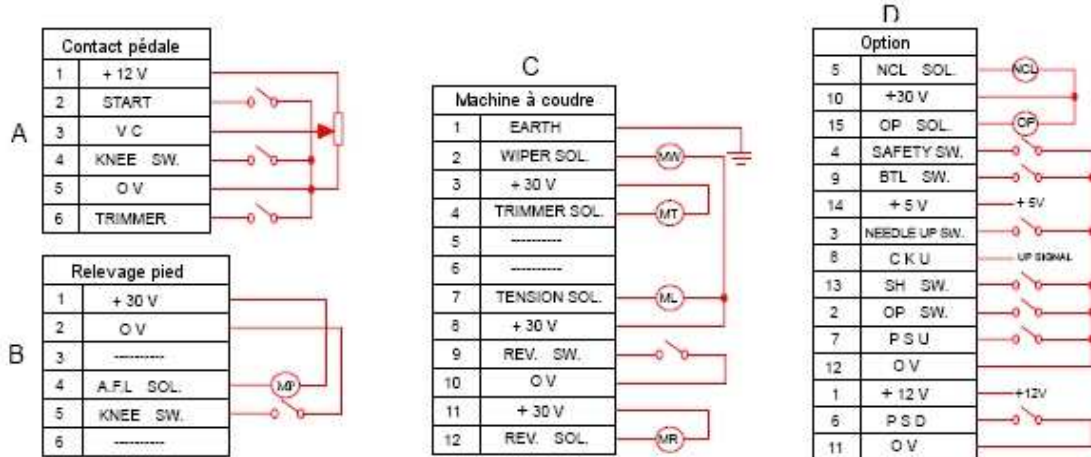 A
Contact pédale
1 + 12 V
2 START
3 V C
4 KNEE SW.
5 O V
6 TRIMMER
B
Relevage pied
1 + 30 V
2 O V
3 ----------
4 A.F.L SOL. MP
5 KNEE SW.
6 ----------
C
Machine à coudre
1 EARTH
2 WIPER SOL. MW
3 + 30 V
4 TRIMMER SOL. MT
5 ----------
6 ----------
7 TENSION SOL. ML
8 + 30 V
9 REV. SW.
10 O V
11 + 30 V
12 REV. SOL. MR
D
Option
5 NCL SOL. NCL
10 +30 V
15 OP SOL. OP
4 SAFETY SW.
9 BTL SW.
14 + 5 V + 5V
3 NEEDLE UP SW.
8 C K U UP SIGNAL
13 SH SW.
2 OP SW.
7 P S U
12 O V
1 + 12 V +12V
6 P S D
11 O V